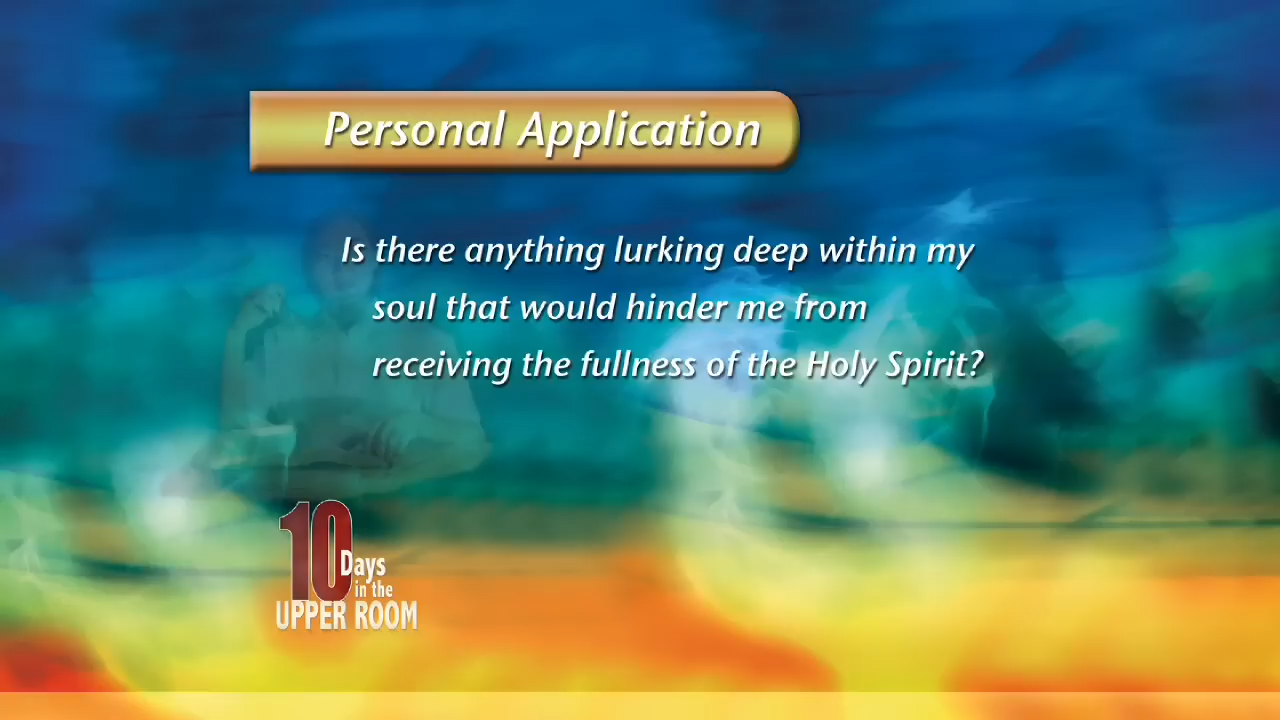 Personal Application
Is there anything lurking deep within my
soul that would hinder me from
receiving the fullness of the Holy Spirit?
10
Days
in the
UPPER ROOM